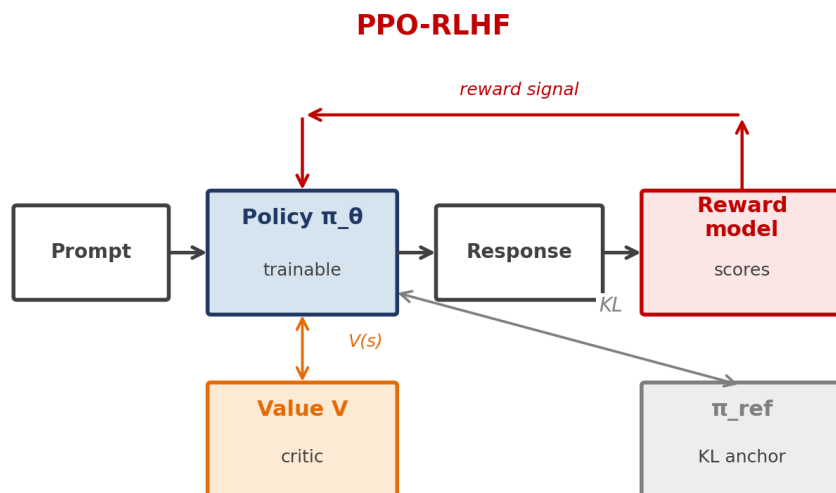 PPO-RLHF
reward signal
Prompt
Policy π_θ
trainable
Response
Reward
model
scores
KL
V(s)
Value V
critic
π_ref
KL anchor